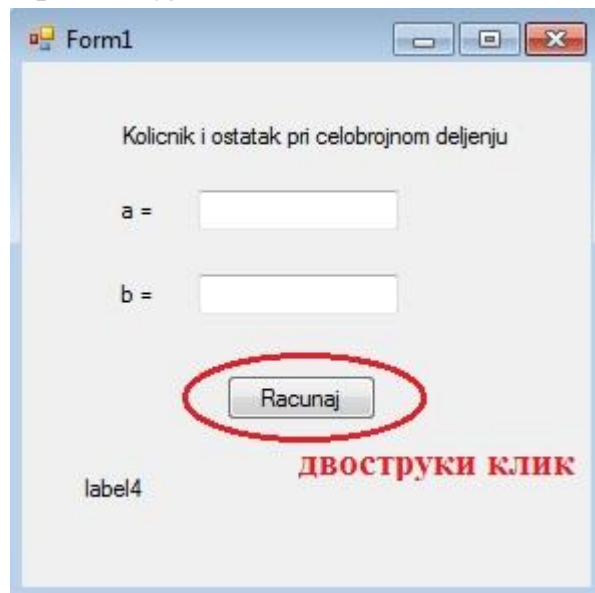 Form1
Kolicnik i ostatak pri celobrojnom deljenju
a =
b =
Racunaj
двоструки клик
label4